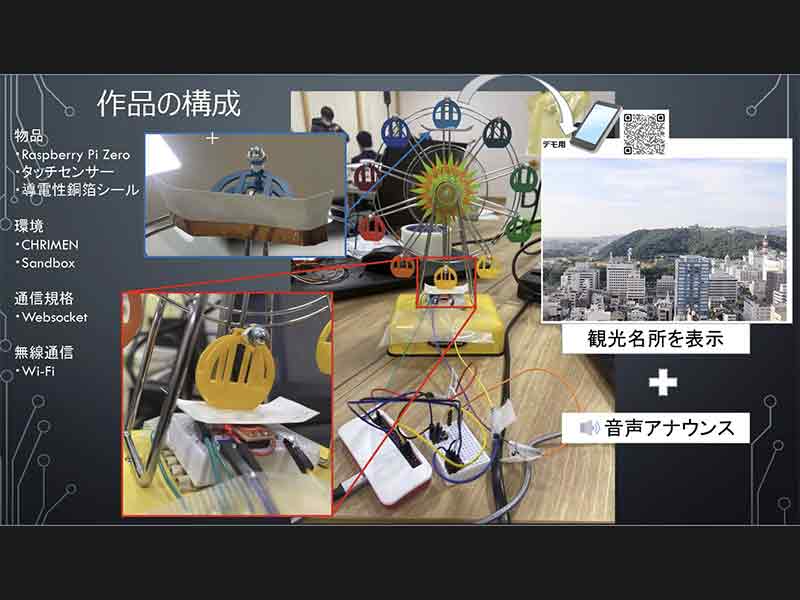 作品の構成
物品
・Raspberry Pi Zero
・タッチセンサー
・導電性銅箔シール
環境
・CHRIMEN
・Sandbox
通信規格
・Websocket
無線通信
・Wi-Fi
デモ用
観光名所を表示
音声アナウンス